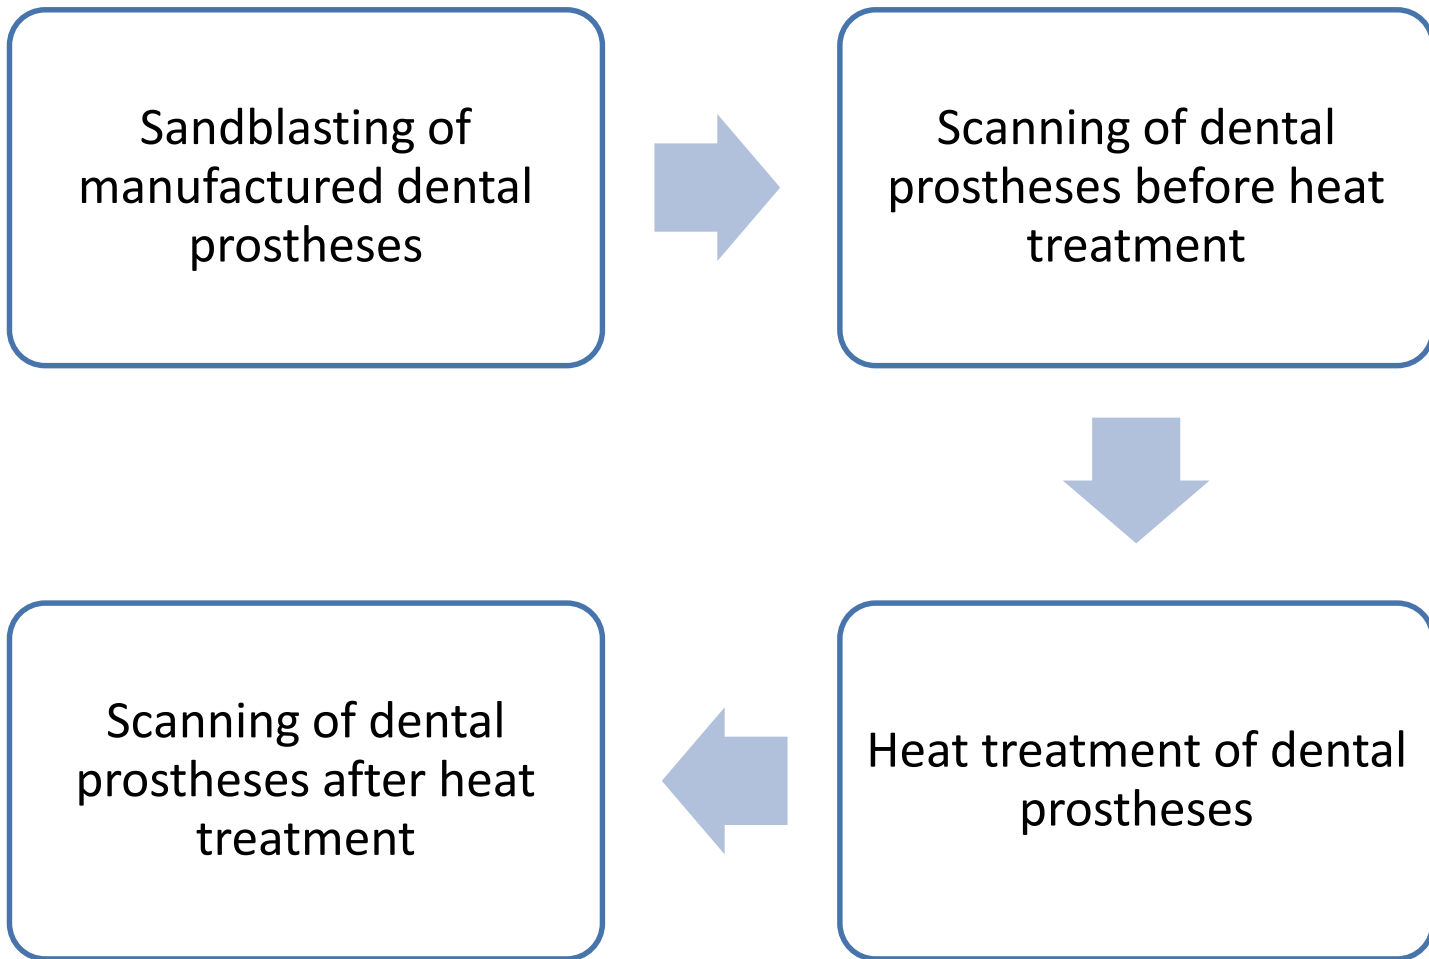 Sandblasting of
manufactured dental
prostheses
Scanning of dental
prostheses before heat
treatment
Heat treatment of dental
prostheses
Scanning of dental
prostheses after heat
treatment